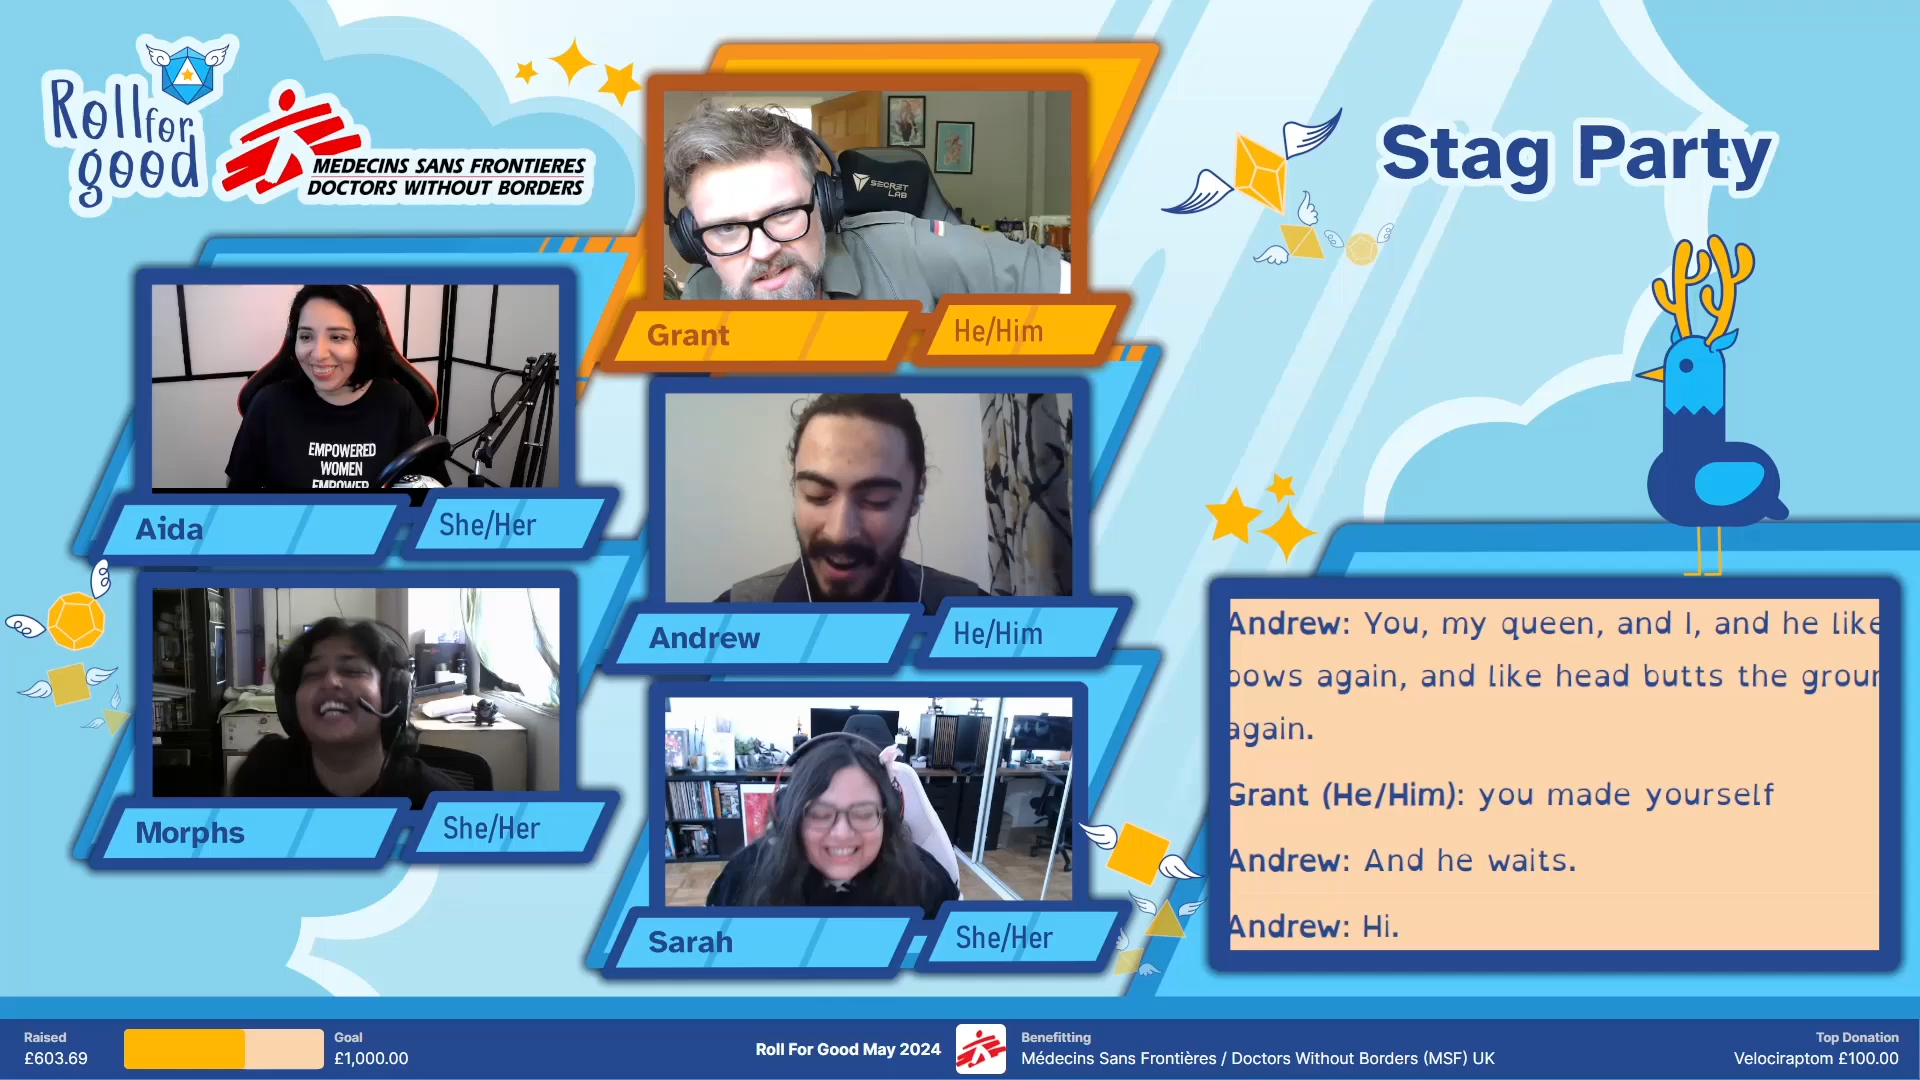 Roll for good
MEDECINS SANS FRONTIERES
DOCTORS WITHOUT BORDERS
Stag Party
SECRET
LAB
Grant
He/Him
EMPOWERED
WOMEN
EMPOWER
Aida
She/Her
Andrew
He/Him
Morphs
She/Her
Sarah
She/Her
Andrew: You, my queen, and I, and he like
bows again, and like head butts the groun
again.
Grant (He/Him): you made yourself
Andrew: And he waits.
Andrew: Hi.
Raised
£603.69
Goal
£1,000.00
Roll For Good May 2024
Benefitting
Médecins Sans Frontières / Doctors Without Borders (MSF) UK
Top Donation
Velociraptom £100.00